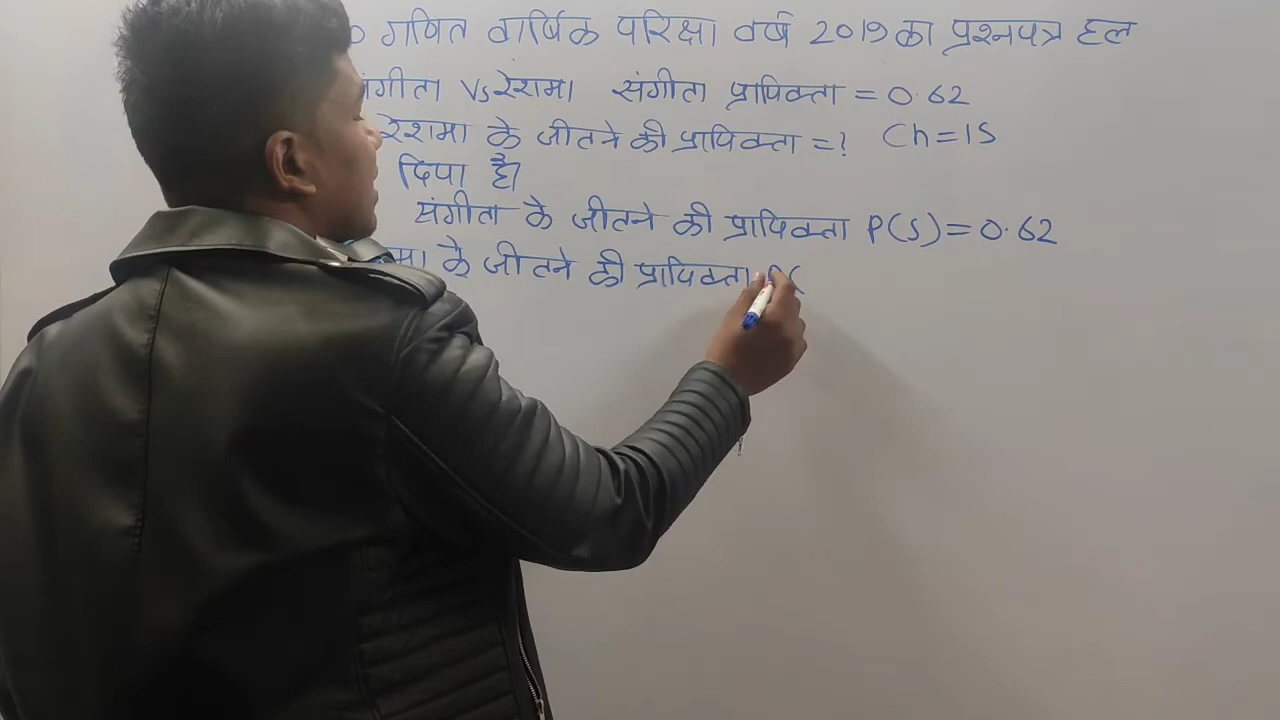 गणित वार्षिक परिक्षा वर्ष 2019 का प्रश्नपत्र हल
संगीता Vs रेशमा संगीता प्रायिकता = 0.62
रेशमा के जीतने की प्रायिकता = ? Ch = 15
दिया है।
संगीता के जीतने की प्रायिकता P(S) = 0.62
मा के जीतने की प्रायिकता